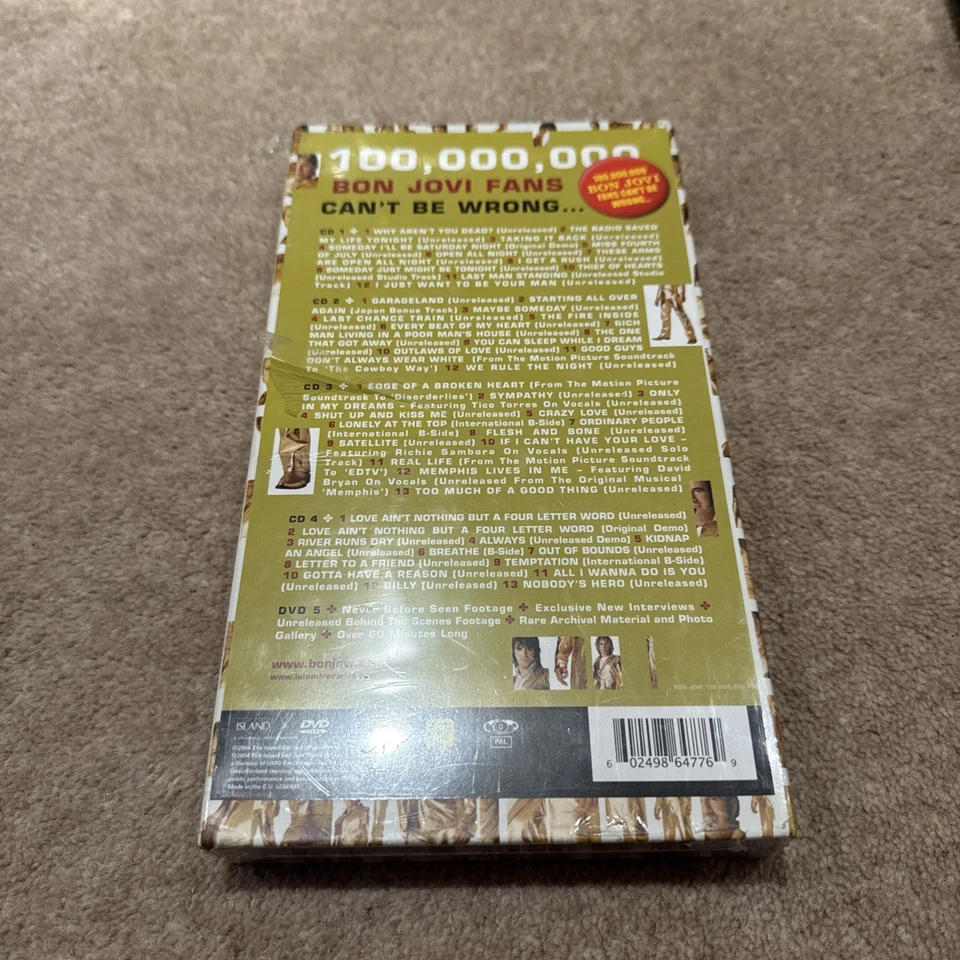 100,000,000
BON JOVI FANS
CAN'T BE WRONG...
100,000,000
BON JOVI
FANS CAN'T BE
WRONG...
CD 1 ✤ 1 WHY AREN'T YOU DEAD? (Unreleased) 2 THE RADIO SAVED
MY LIFE TONIGHT (Unreleased) 3 TAKING IT BACK (Unreleased)
4 SOMEDAY I'LL BE SATURDAY NIGHT (Original Demo) 5 MISS FOURTH
OF JULY (Unreleased) 6 OPEN ALL NIGHT (Unreleased) 7 THESE ARMS
ARE OPEN ALL NIGHT (Unreleased) 8 I GET A RUSH (Unreleased)
9 SOMEDAY JUST MIGHT BE TONIGHT (Unreleased) 10 THIEF OF HEARTS
(Unreleased Studio Track) 11 LAST MAN STANDING (Unreleased Studio
Track) 12 I JUST WANT TO BE YOUR MAN (Unreleased)
CD 2 ✤ 1 GARAGELAND (Unreleased) 2 STARTING ALL OVER
AGAIN (Japan Bonus Track) 3 MAYBE SOMEDAY (Unreleased)
4 LAST CHANCE TRAIN (Unreleased) 5 THE FIRE INSIDE
(Unreleased) 6 EVERY BEAT OF MY HEART (Unreleased) 7 RICH
MAN LIVING IN A POOR MAN'S HOUSE (Unreleased) 8 THE ONE
THAT GOT AWAY (Unreleased) 9 YOU CAN SLEEP WHILE I DREAM
(Unreleased) 10 OUTLAWS OF LOVE (Unreleased) 11 GOOD GUYS
DON'T ALWAYS WEAR WHITE (From The Motion Picture Soundtrack
To 'The Cowboy Way') 12 WE RULE THE NIGHT (Unreleased)
CD 3 ✤ 1 EDGE OF A BROKEN HEART (From The Motion Picture
Soundtrack To 'Disorderlies') 2 SYMPATHY (Unreleased) 3 ONLY
IN MY DREAMS – Featuring Tico Torres On Vocals (Unreleased)
4 SHUT UP AND KISS ME (Unreleased) 5 CRAZY LOVE (Unreleased)
6 LONELY AT THE TOP (International B-Side) 7 ORDINARY PEOPLE
(International B-Side) 8 FLESH AND BONE (Unreleased)
9 SATELLITE (Unreleased) 10 IF I CAN'T HAVE YOUR LOVE –
Featuring Richie Sambora On Vocals (Unreleased Solo
Track) 11 REAL LIFE (From The Motion Picture Soundtrack
To 'EDTV') 12 MEMPHIS LIVES IN ME – Featuring David
Bryan On Vocals (Unreleased From The Original Musical
'Memphis') 13 TOO MUCH OF A GOOD THING (Unreleased)
CD 4 ✤ 1 LOVE AIN'T NOTHING BUT A FOUR LETTER WORD (Unreleased)
2 LOVE AIN'T NOTHING BUT A FOUR LETTER WORD (Original Demo)
3 RIVER RUNS DRY (Unreleased) 4 ALWAYS (Unreleased Demo) 5 KIDNAP
AN ANGEL (Unreleased) 6 BREATHE (B-Side) 7 OUT OF BOUNDS (Unreleased)
8 LETTER TO A FRIEND (Unreleased) 9 TEMPTATION (International B-Side)
10 GOTTA HAVE A REASON (Unreleased) 11 ALL I WANNA DO IS YOU
(Unreleased) 12 BILLY (Unreleased) 13 NOBODY'S HERO (Unreleased)
DVD 5 ✤ Never Before Seen Footage ✤ Exclusive New Interviews ✤
Unreleased Behind The Scenes Footage ✤ Rare Archival Material and Photo
Gallery ✤ Over 60 Minutes Long
www.bonjovi.com
www.islandrecords.com
ISLAND
DVD
PAL
Made in the E.U.
6 02498 64776 9